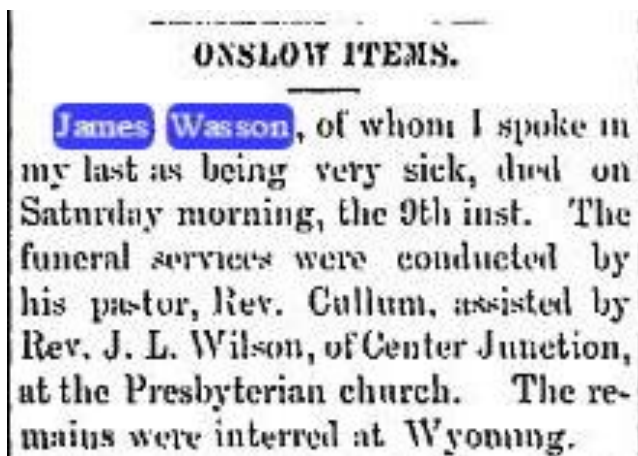 ONSLOW ITEMS.
James Wasson, of whom I spoke in
my last as being very sick, died on
Saturday morning, the 9th inst. The
funeral services were conducted by
his pastor, Rev. Cullum, assisted by
Rev. J. L. Wilson, of Center Junction,
at the Presbyterian church. The re-
mains were interred at Wyoming.